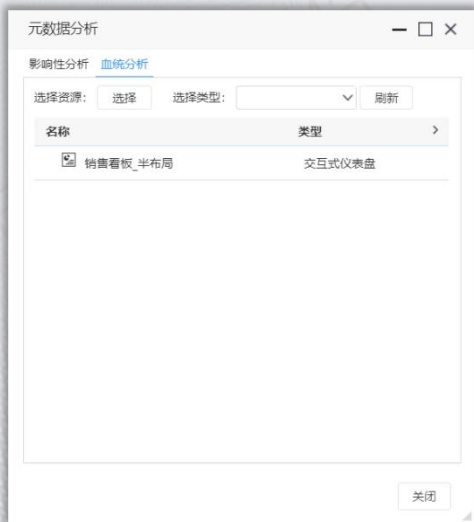 元数据分析
影响性分析 血统分析
选择资源: 选择 选择类型: 刷新
名称 类型
销售看板_半布局 交互式仪表盘
关闭